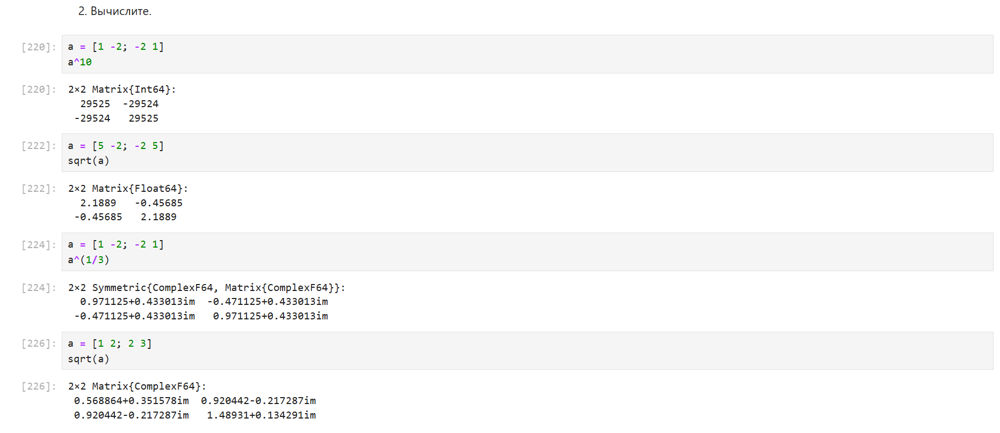 2. Вычислите.
[220]: a = [1 -2; -2 1]
a^10
[220]: 2×2 Matrix{Int64}:
29525 -29524
-29524 29525
[222]: a = [5 -2; -2 5]
sqrt(a)
[222]: 2×2 Matrix{Float64}:
2.1889 -0.45685
-0.45685 2.1889
[224]: a = [1 -2; -2 1]
a^(1/3)
[224]: 2×2 Symmetric{ComplexF64, Matrix{ComplexF64}}:
0.971125+0.433013im -0.471125+0.433013im
-0.471125+0.433013im 0.971125+0.433013im
[226]: a = [1 2; 2 3]
sqrt(a)
[226]: 2×2 Matrix{ComplexF64}:
0.568864+0.351578im 0.920442-0.217287im
0.920442-0.217287im 1.48931+0.134291im